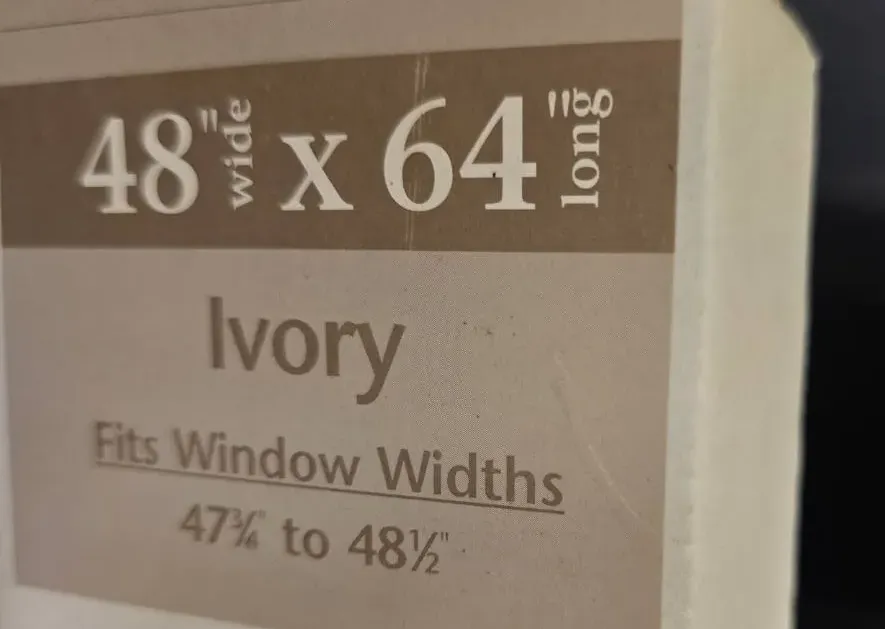 48" wide x 64" long
Ivory
Fits Window Widths
47¾" to 48½"